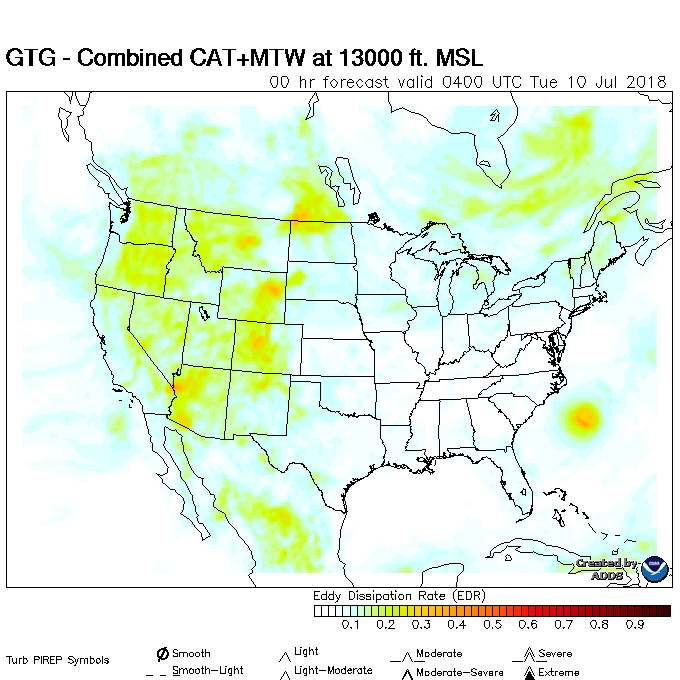 GTG - Combined CAT+MTW at 13000 ft. MSL
00 hr forecast valid 0400 UTC Tue 10 Jul 2018
Created by
ADDS
Eddy Dissipation Rate (EDR)
0.1 0.2 0.3 0.4 0.5 0.6 0.7 0.8 0.9
Turb PIREP Symbols
Smooth Light Moderate Severe
Smooth-Light Light-Moderate Moderate-Severe Extreme